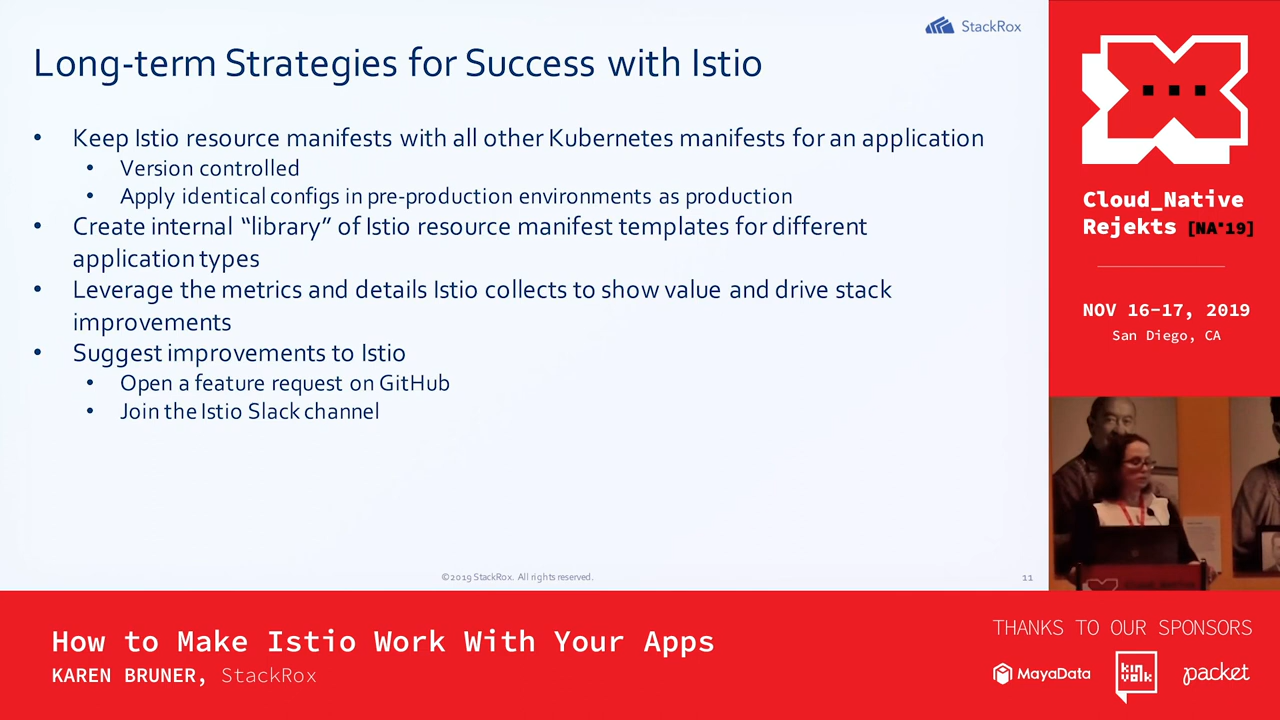 StackRox
Long-term Strategies for Success with Istio
• Keep Istio resource manifests with all other Kubernetes manifests for an application
• Version controlled
• Apply identical configs in pre-production environments as production
• Create internal “library” of Istio resource manifest templates for different
application types
• Leverage the metrics and details Istio collects to show value and drive stack
improvements
• Suggest improvements to Istio
• Open a feature request on GitHub
• Join the Istio Slack channel
©2019 StackRox. All rights reserved.
11
Cloud_Native
Rejekts [NA'19]
NOV 16-17, 2019
San Diego, CA
How to Make Istio Work With Your Apps
KAREN BRUNER, StackRox
THANKS TO OUR SPONSORS
MayaData
kin
volk
packet